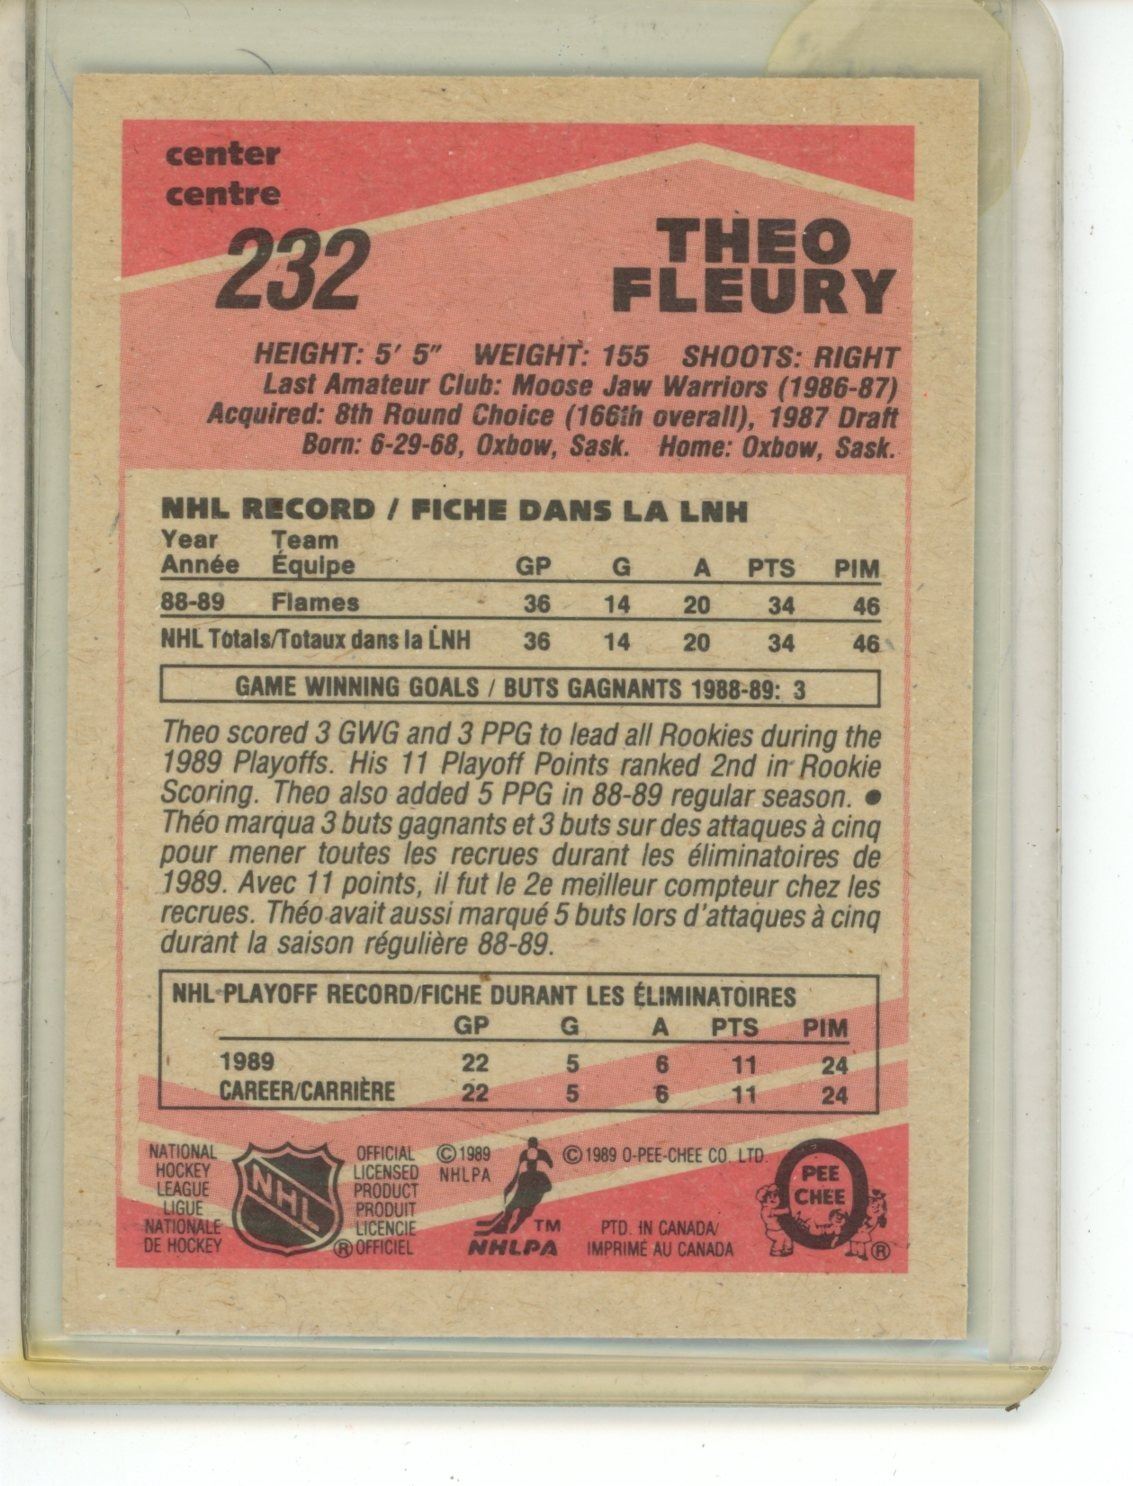 center
centre
232
THEO
FLEURY
HEIGHT: 5' 5" WEIGHT: 155 SHOOTS: RIGHT
Last Amateur Club: Moose Jaw Warriors (1986-87)
Acquired: 8th Round Choice (166th overall), 1987 Draft
Born: 6-29-68, Oxbow, Sask. Home: Oxbow, Sask.
NHL RECORD / FICHE DANS LA LNH
Year Team
Année Équipe GP G A PTS PIM
88-89 Flames 36 14 20 34 46
NHL Totals/Totaux dans la LNH 36 14 20 34 46
GAME WINNING GOALS / BUTS GAGNANTS 1988-89: 3
Theo scored 3 GWG and 3 PPG to lead all Rookies during the
1989 Playoffs. His 11 Playoff Points ranked 2nd in Rookie
Scoring. Theo also added 5 PPG in 88-89 regular season. ●
Théo marqua 3 buts gagnants et 3 buts sur des attaques à cinq
pour mener toutes les recrues durant les éliminatoires de
1989. Avec 11 points, il fut le 2e meilleur compteur chez les
recrues. Théo avait aussi marqué 5 buts lors d'attaques à cinq
durant la saison régulière 88-89.
NHL PLAYOFF RECORD/FICHE DURANT LES ÉLIMINATOIRES
GP G A PTS PIM
1989 22 5 6 11 24
CAREER/CARRIÈRE 22 5 6 11 24
NATIONAL
HOCKEY
LEAGUE
LIGUE
NATIONALE
DE HOCKEY
NHL
OFFICIAL
LICENSED
PRODUCT
PRODUIT
LICENCIE
® OFFICIEL
© 1989
NHLPA
TM
NHLPA
© 1989 O-PEE-CHEE CO. LTD.
PTD. IN CANADA/
IMPRIMÉ AU CANADA
O
PEE
CHEE
®